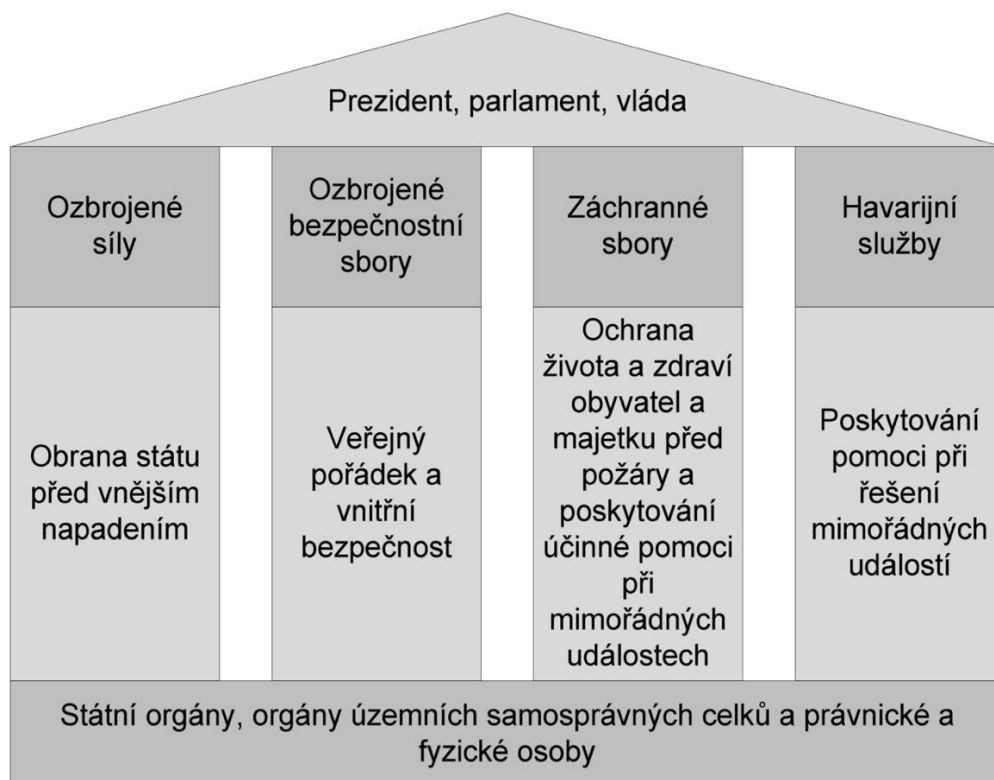 Prezident, parlament, vláda
Ozbrojené
síly
Ozbrojené
bezpečnostní
sbory
Záchranné
sbory
Havarijní
služby
Obrana státu
před vnějším
napadením
Veřejný
pořádek a
vnitřní
bezpečnost
Ochrana
života a zdraví
obyvatel a
majetku před
požáry a
poskytování
účinné pomoci
při
mimořádných
událostech
Poskytování
pomoci při
řešení
mimořádných
událostí
Státní orgány, orgány územních samosprávných celků a právnické a
fyzické osoby